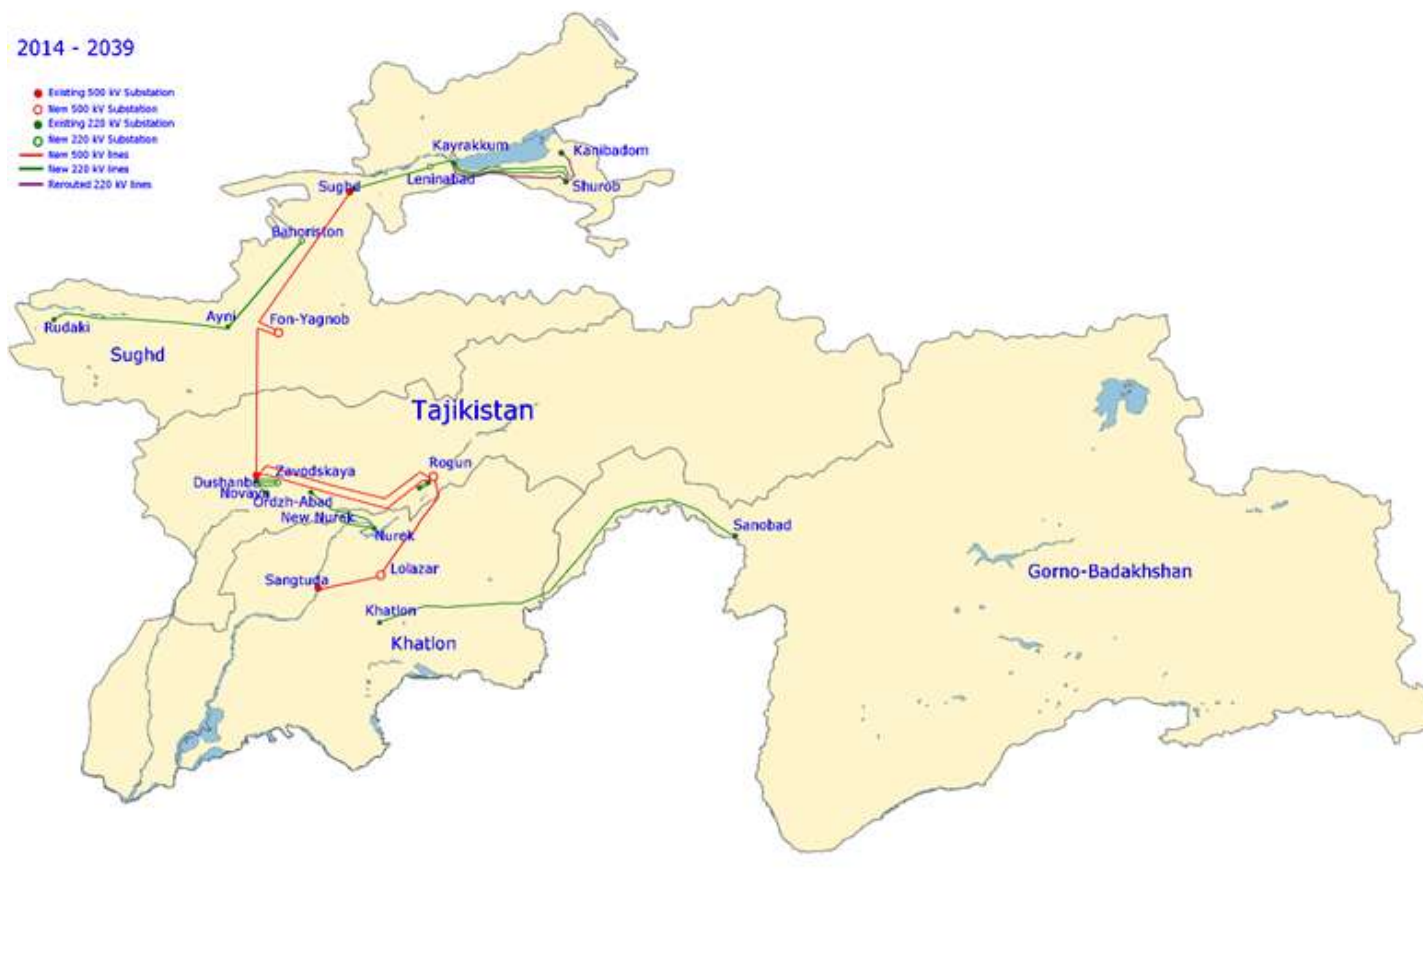 2014 - 2039
Existing 500 kV Substation
New 500 kV Substation
Existing 220 kV Substation
New 220 kV Substation
New 500 kV lines
New 220 kV lines
Rerouted 220 kV lines
Kayrakkum
Kanibadom
Leninabad
Sughd
Shurob
Bahoriston
Ayni
Fon-Yagnob
Rudaki
Sughd
Tajikistan
Rogun
Zavodskaya
Dushanbe
Novaya
Ordzh-Abad
New Nurek
Nurek
Sanobad
Lolazar
Sangtuda
Gorno-Badakhshan
Khatlon
Khatlon